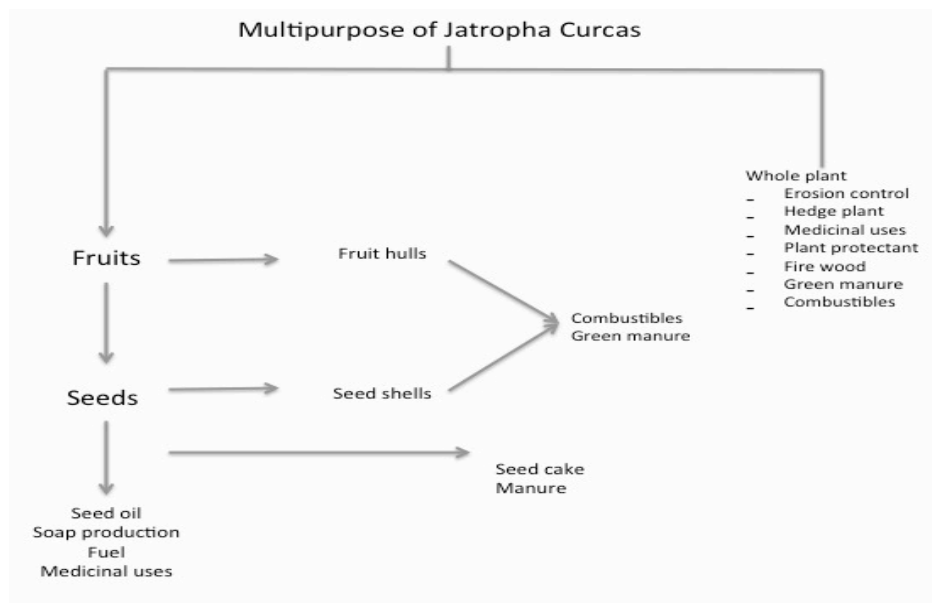 Multipurpose of Jatropha Curcas
Whole plant
- Erosion control
- Hedge plant
- Medicinal uses
- Plant protectant
- Fire wood
- Green manure
- Combustibles
Fruits
Fruit hulls
Combustibles
Green manure
Seeds
Seed shells
Seed cake
Manure
Seed oil
Soap production
Fuel
Medicinal uses